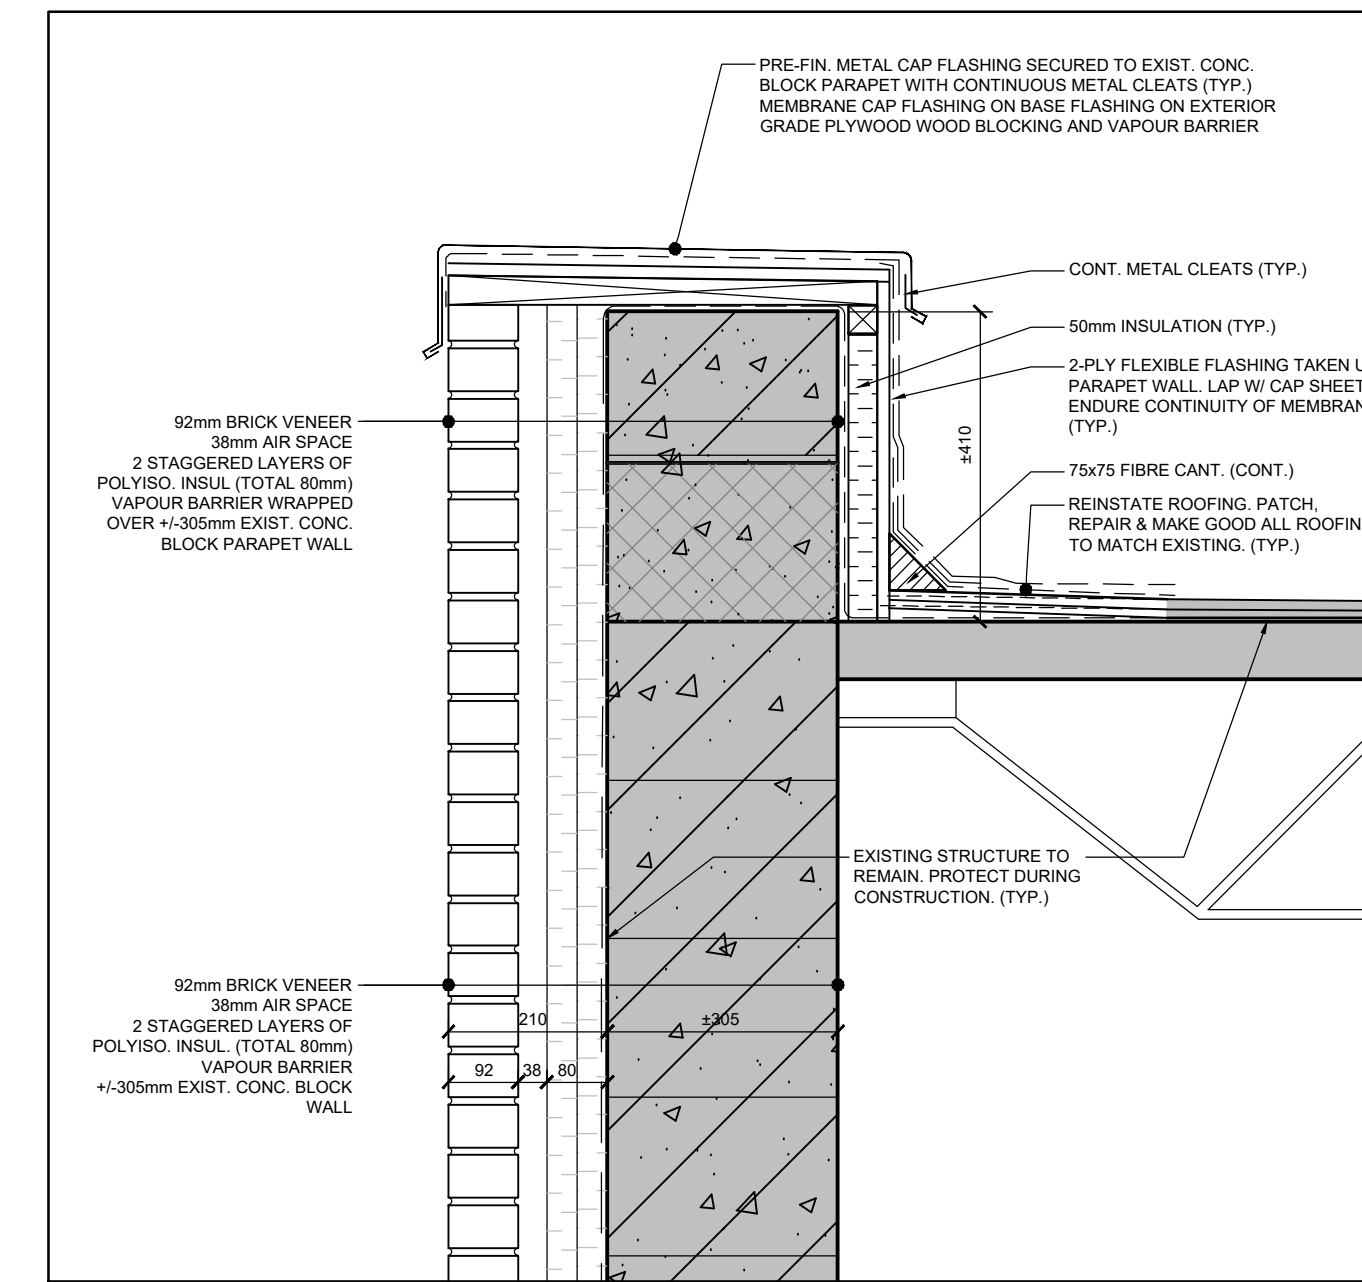 PRE-FIN. METAL CAP FLASHING SECURED TO EXIST. CONC.
BLOCK PARAPET WITH CONTINUOUS METAL CLEATS (TYP.)
MEMBRANE CAP FLASHING ON BASE FLASHING ON EXTERIOR
GRADE PLYWOOD WOOD BLOCKING AND VAPOUR BARRIER
CONT. METAL CLEATS (TYP.)
50mm INSULATION (TYP.)
2-PLY FLEXIBLE FLASHING TAKEN U
PARAPET WALL. LAP W/ CAP SHEET
ENDURE CONTINUITY OF MEMBRAN
(TYP.)
±410
75x75 FIBRE CANT. (CONT.)
REINSTATE ROOFING. PATCH,
REPAIR & MAKE GOOD ALL ROOFIN
TO MATCH EXISTING. (TYP.)
92mm BRICK VENEER
38mm AIR SPACE
2 STAGGERED LAYERS OF
POLYISO. INSUL (TOTAL 80mm)
VAPOUR BARRIER WRAPPED
OVER +/-305mm EXIST. CONC.
BLOCK PARAPET WALL
EXISTING STRUCTURE TO
REMAIN. PROTECT DURING
CONSTRUCTION. (TYP.)
92mm BRICK VENEER
38mm AIR SPACE
2 STAGGERED LAYERS OF
POLYISO. INSUL. (TOTAL 80mm)
VAPOUR BARRIER
+/-305mm EXIST. CONC. BLOCK
WALL
210
±305
92
38
80